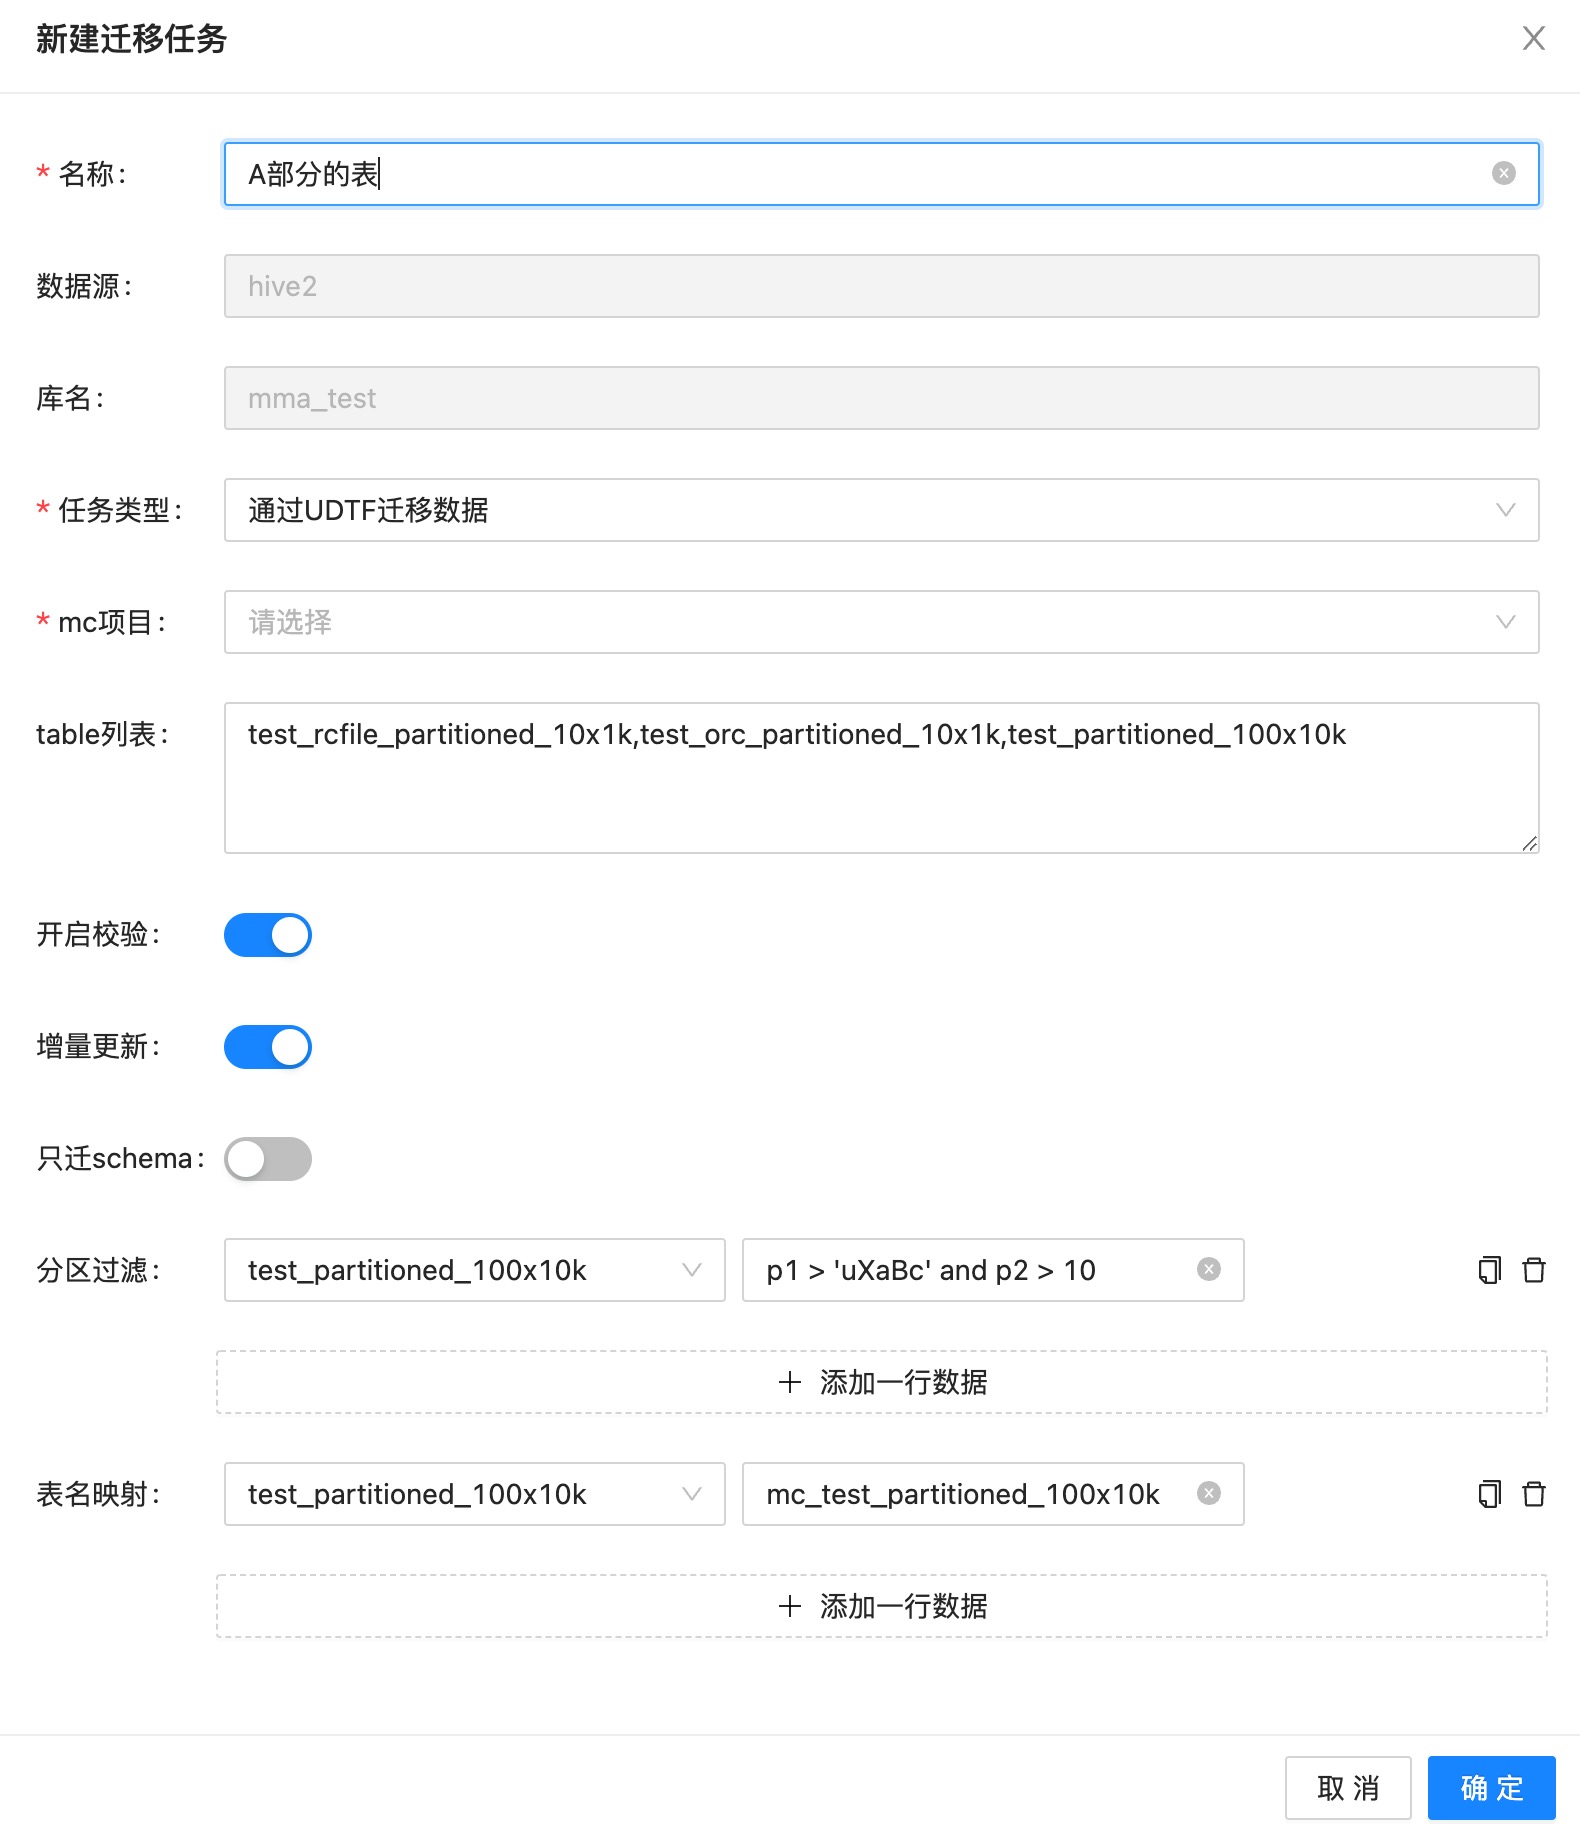 新建迁移任务
* 名称: A部分的表
数据源: hive2
库名: mma_test
* 任务类型: 通过UDTF迁移数据
* mc项目: 请选择
table列表: test_rcfile_partitioned_10x1k,test_orc_partitioned_10x1k,test_partitioned_100x10k
开启校验:
增量更新:
只迁schema:
分区过滤: test_partitioned_100x10k p1 > 'uXaBc' and p2 > 10
+ 添加一行数据
表名映射: test_partitioned_100x10k mc_test_partitioned_100x10k
+ 添加一行数据
取 消 确 定